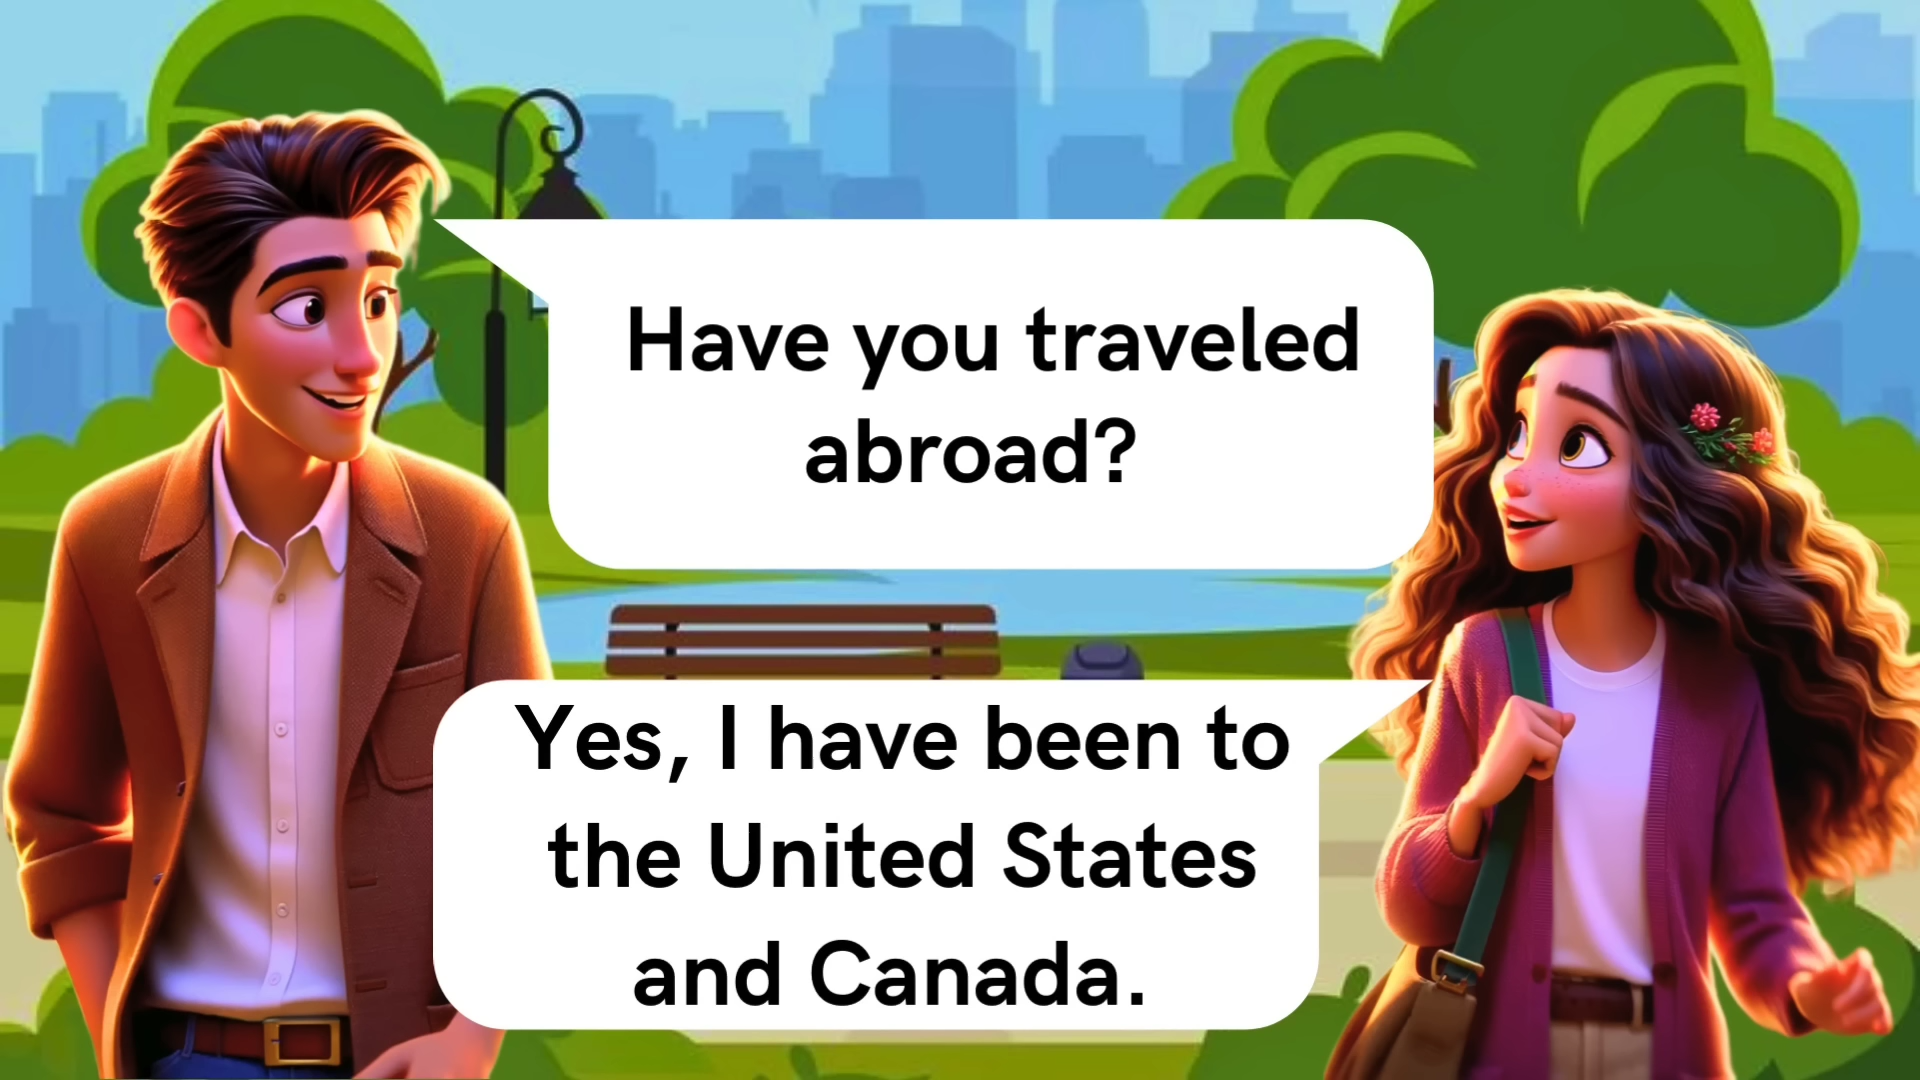 Have you traveled
abroad?
Yes, I have been to
the United States
and Canada.